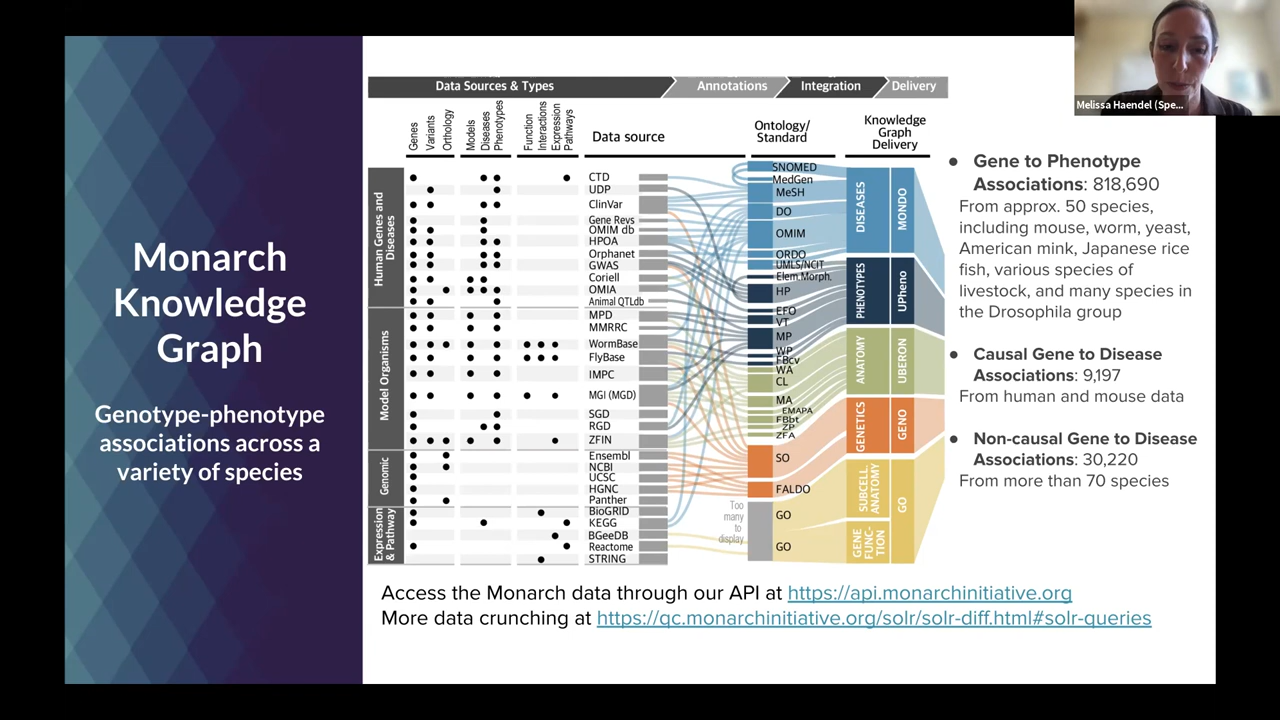 Melissa Haendel (Spe...
Monarch
Knowledge
Graph
Genotype-phenotype
associations across a
variety of species
Data Sources & Types
Annotations
Integration
Delivery
Genes
Variants
Orthology
Models
Diseases
Phenotypes
Function
Interactions
Expression
Pathways
Data source
Ontology/
Standard
Knowledge
Graph
Delivery
Human Genes and
Diseases
CTD
UDP
ClinVar
Gene Revs
OMIM db
HPOA
Orphanet
GWAS
Coriell
OMIA
Animal QTLdb
Model Organisms
MPD
MMRRC
WormBase
FlyBase
IMPC
MGI (MGD)
SGD
RGD
ZFIN
Genomic
Ensembl
NCBI
UCSC
HGNC
Panther
Expression
& Pathway
BioGRID
KEGG
BGeeDB
Reactome
STRING
SNOMED
MedGen
MeSH
DO
OMIM
ORDO
UMLS/NCIT
Elem.Morph.
HP
EFO
VT
MP
WP
FBcv
WA
CL
MA
EMAPA
FBbt
ZP
ZFA
SO
FALDO
Too
many
to
display
GO
GO
DISEASES
MONDO
PHENOTYPES
UPheno
ANATOMY
UBERON
GENETICS
GENO
SUBCELL.
ANATOMY
GENE
FUNC-
TION
GO
● Gene to Phenotype
Associations: 818,690
From approx. 50 species,
including mouse, worm, yeast,
American mink, Japanese rice
fish, various species of
livestock, and many species in
the Drosophila group
● Causal Gene to Disease
Associations: 9,197
From human and mouse data
● Non-causal Gene to Disease
Associations: 30,220
From more than 70 species
Access the Monarch data through our API at https://api.monarchinitiative.org
More data crunching at https://qc.monarchinitiative.org/solr/solr-diff.html#solr-queries